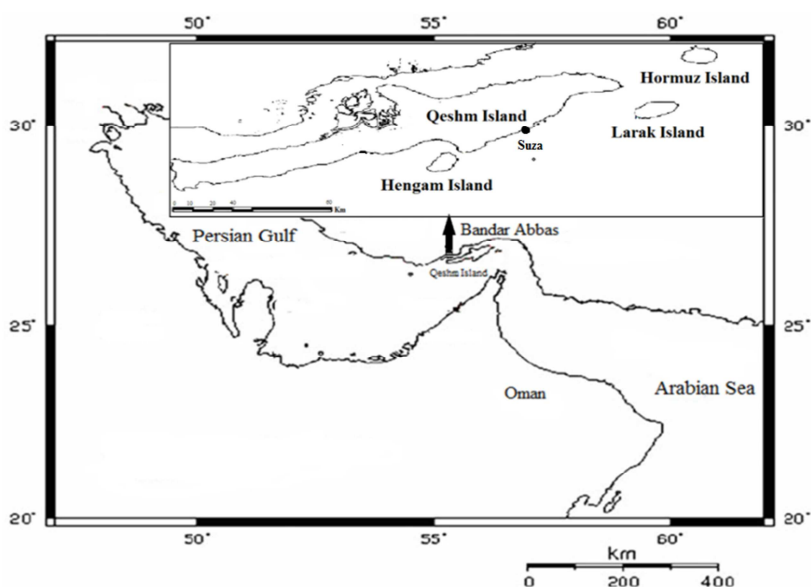 50° 55° 60°
Hormuz Island
Qeshm Island
Larak Island
Suza
Hengam Island
Km
30° 30°
Bandar Abbas
Persian Gulf
Qeshm Island
25° 25°
Arabian Sea
Oman
20° 20°
50° 55° 60°
km
0 200 400